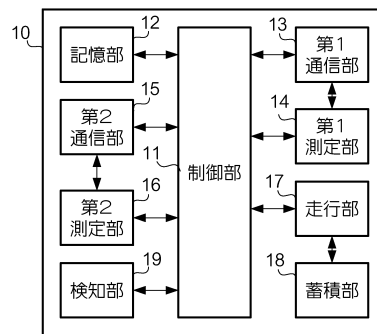 10
12
記憶部
15
第2
通信部
16
第2
測定部
19
検知部
11
制御部
13
第1
通信部
14
第1
測定部
17
走行部
18
蓄積部